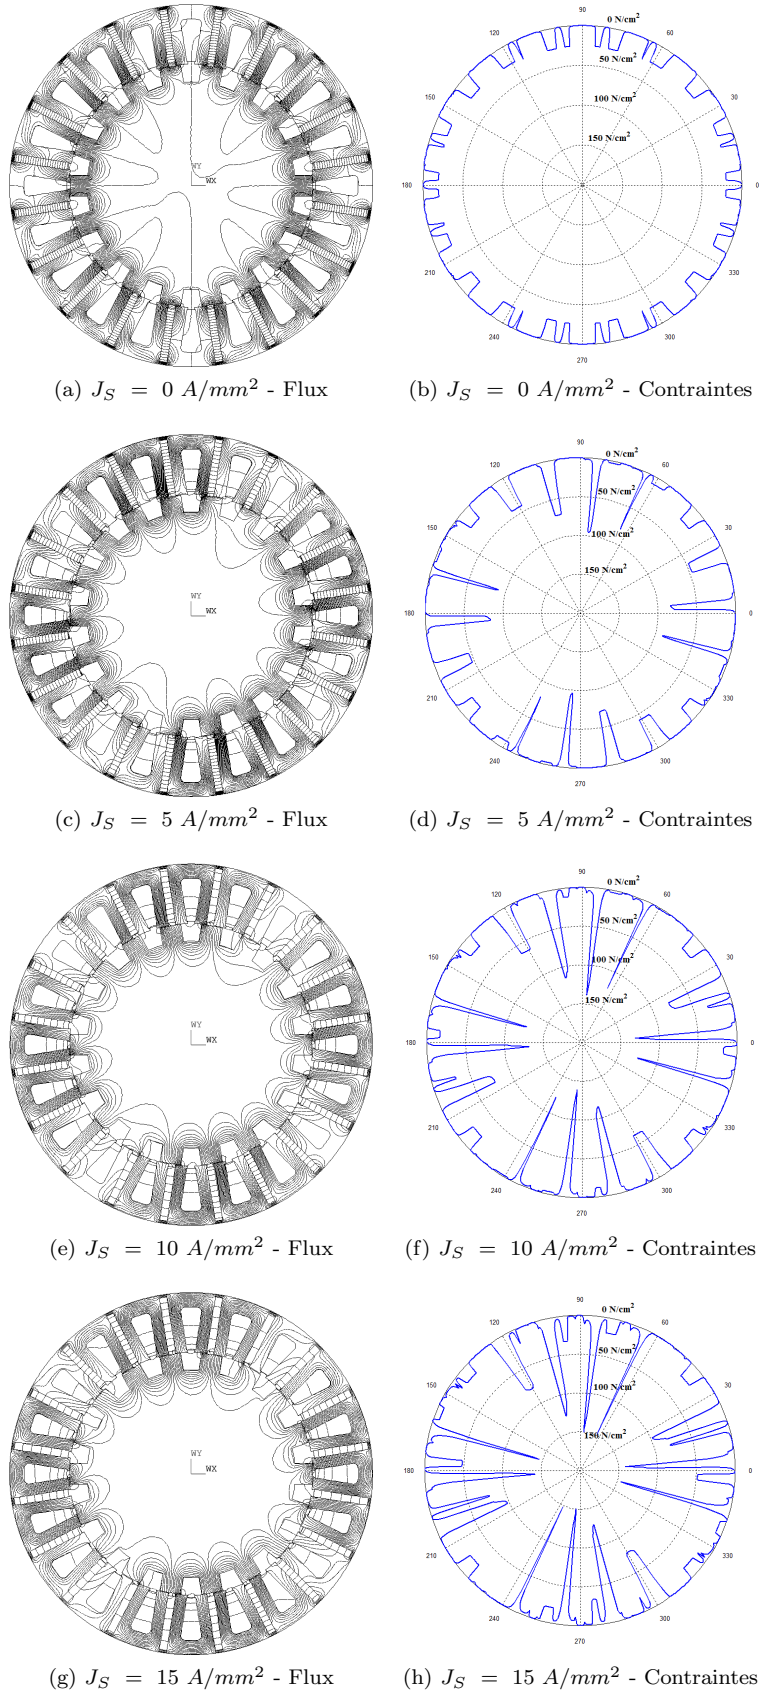 WY
WX
90
60
30
0
330
300
270
240
210
180
150
120
0 N/cm²
50 N/cm²
100 N/cm²
150 N/cm²
(a) J_S = 0 A/mm² - Flux
(b) J_S = 0 A/mm² - Contraintes
WY
WX
90
60
30
0
330
300
270
240
210
180
150
120
0 N/cm²
50 N/cm²
100 N/cm²
150 N/cm²
(c) J_S = 5 A/mm² - Flux
(d) J_S = 5 A/mm² - Contraintes
WY
WX
90
60
30
0
330
300
270
240
210
180
150
120
0 N/cm²
50 N/cm²
100 N/cm²
150 N/cm²
(e) J_S = 10 A/mm² - Flux
(f) J_S = 10 A/mm² - Contraintes
WY
WX
90
60
30
0
330
300
270
240
210
180
150
120
0 N/cm²
50 N/cm²
100 N/cm²
150 N/cm²
(g) J_S = 15 A/mm² - Flux
(h) J_S = 15 A/mm² - Contraintes